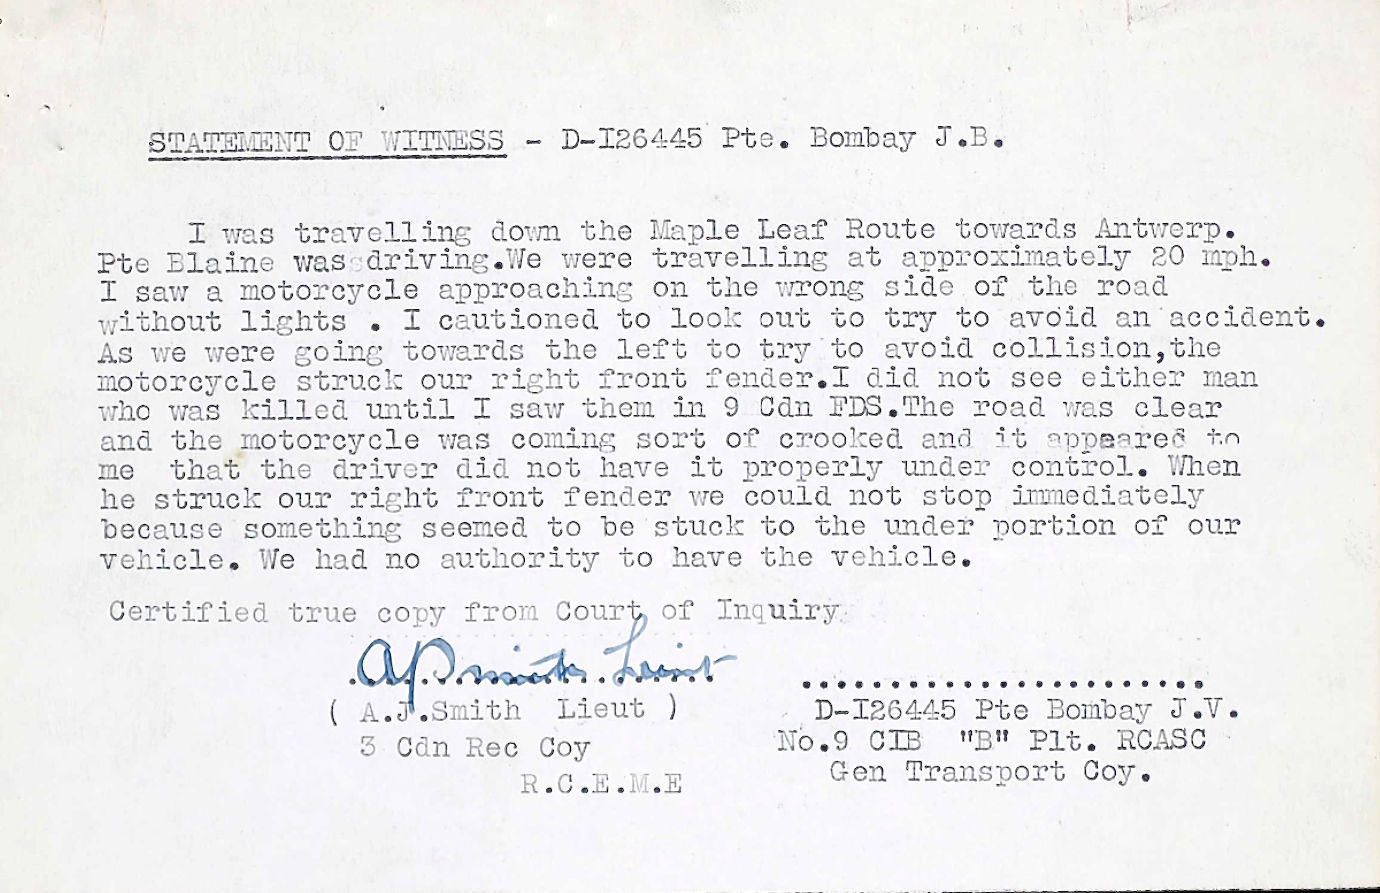 STATEMENT OF WITNESS - D-I26445 Pte. Bombay J.B.
I was travelling down the Maple Leaf Route towards Antwerp.
Pte Blaine was driving.We were travelling at approximately 20 mph.
I saw a motorcycle approaching on the wrong side of the road
without lights . I cautioned to look out to try to avoid an accident.
As we were going towards the left to try to avoid collision,the
motorcycle struck our right front fender.I did not see either man
who was killed until I saw them in 9 Cdn FDS.The road was clear
and the motorcycle was coming sort of crooked and it appeared to
me that the driver did not have it properly under control. When
he struck our right front fender we could not stop immediately
because something seemed to be stuck to the under portion of our
vehicle. We had no authority to have the vehicle.
Certified true copy from Court of Inquiry
AJSmith Lieut
( A.J.Smith Lieut )
3 Cdn Rec Coy
R.C.E.M.E
.......................
D-I26445 Pte Bombay J.V.
No.9 CIB "B" Plt. RCASC
Gen Transport Coy.